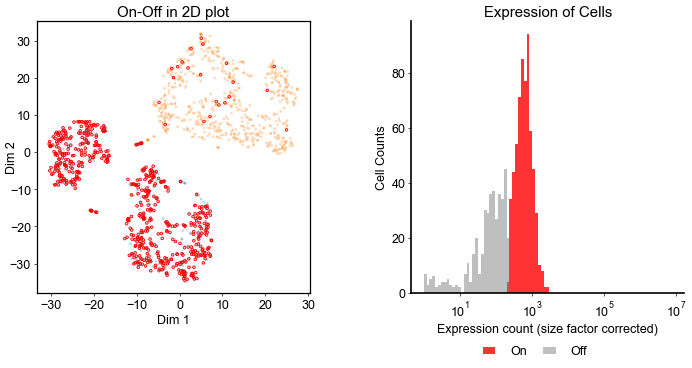 On-Off in 2D plot
Dim 2
30
20
10
0
−10
−20
−30
−30 −20 −10 0 10 20 30
Dim 1
Expression of Cells
Cell Counts
80
60
40
20
0
10^1 10^3 10^5 10^7
Expression count (size factor corrected)
On Off